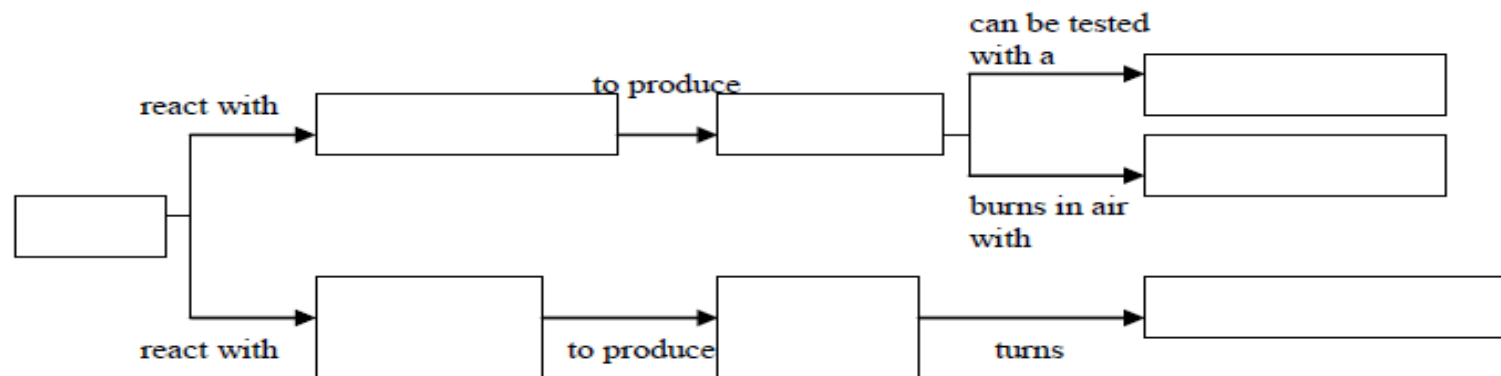 can be tested
with a
to produce
react with
burns in air
with
react with
to produce
turns